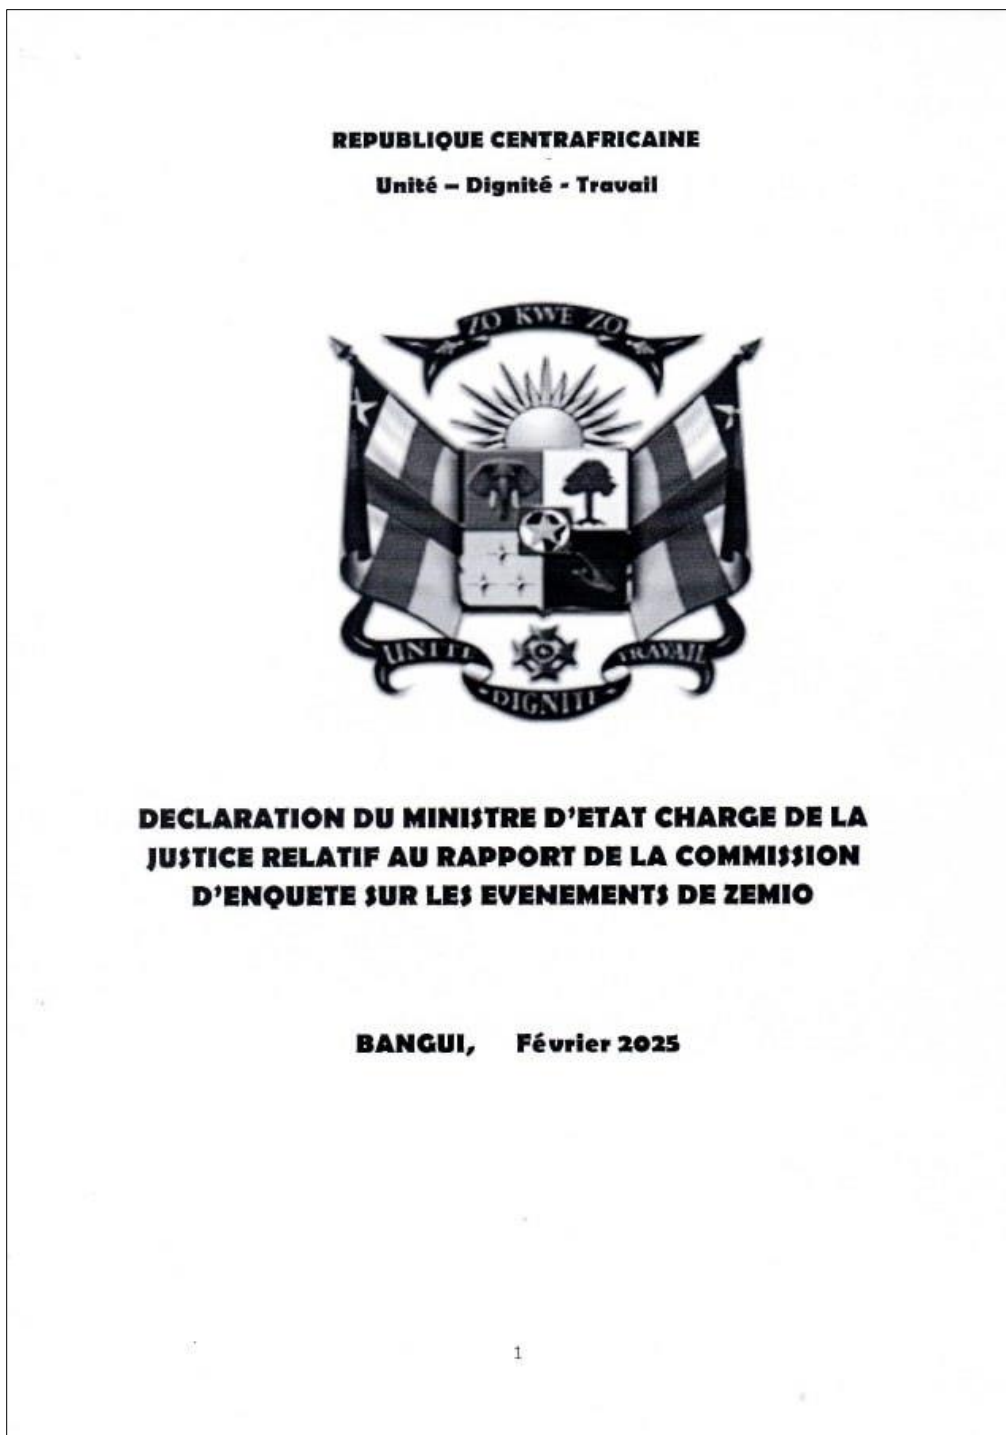 REPUBLIQUE CENTRAFRICAINE
Unité – Dignité - Travail
ZO KWE ZO
UNITE
TRAVAIL
DIGNITE
DECLARATION DU MINISTRE D'ETAT CHARGE DE LA
JUSTICE RELATIF AU RAPPORT DE LA COMMISSION
D'ENQUETE SUR LES EVENEMENTS DE ZEMIO
BANGUI, Février 2025
1